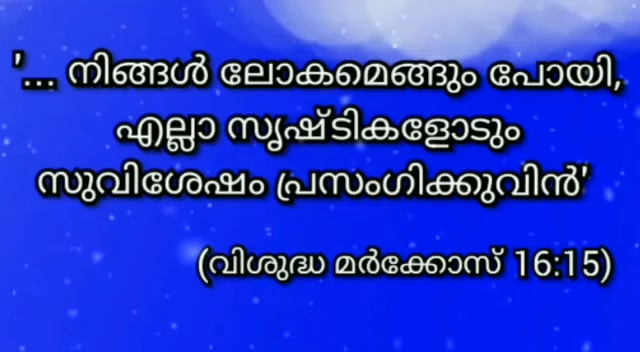 '... നിങ്ങൾ ലോകമെങ്ങും പോയി,
എല്ലാ സൃഷ്ടികളോടും
സുവിശേഷം പ്രസംഗിക്കുവിൻ'
(വിശുദ്ധ മർക്കോസ് 16:15)